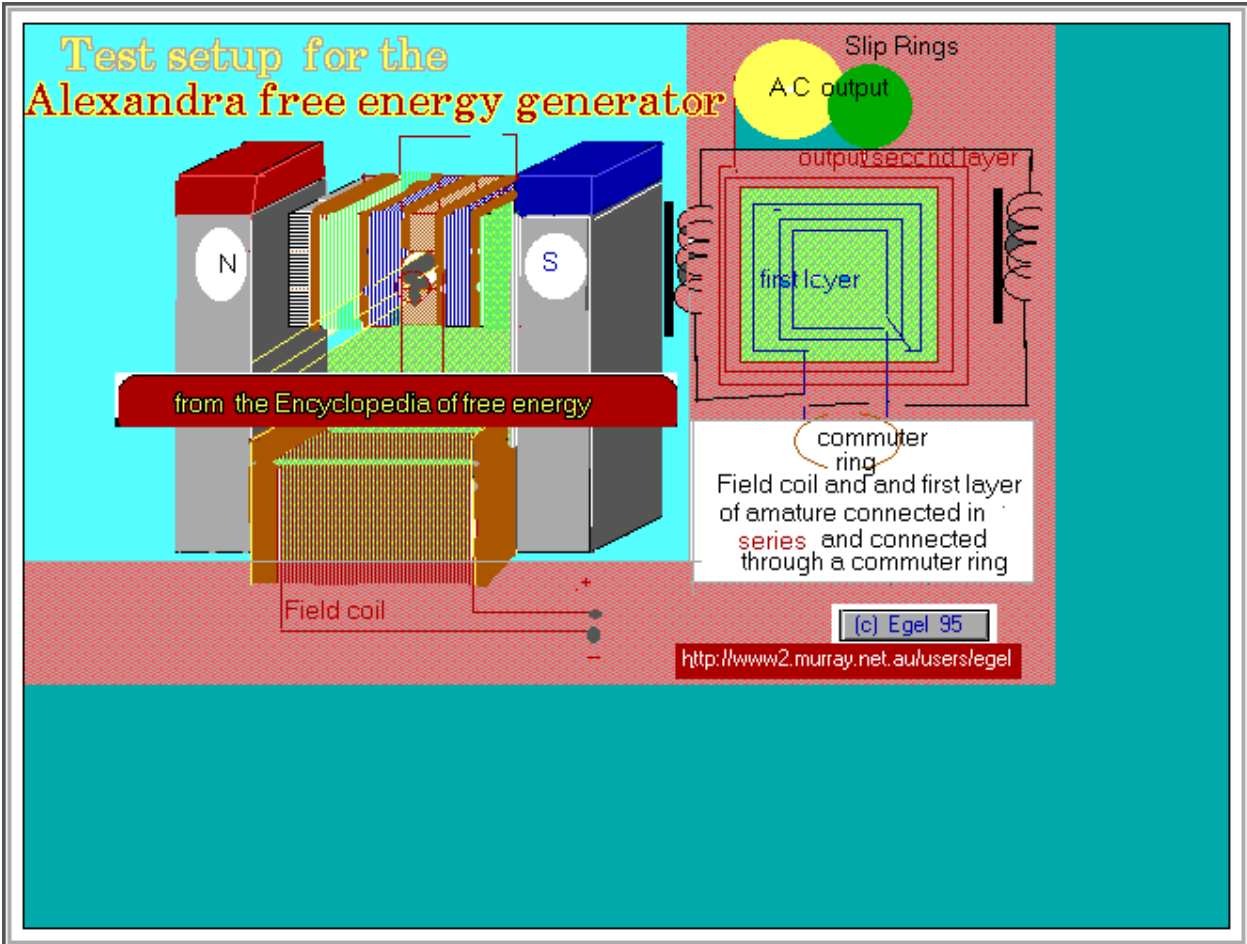 Test setup for the
Alexandra free energy generator
N
S
from the Encyclopedia of free energy
Field coil
+
–
Slip Rings
A C output
output second layer
first lcyer
commuter
ring
Field coil and and first layer
of amature connected in
series and connected
through a commuter ring
(c) Egel 95
http://www2.murray.net.au/users/egel